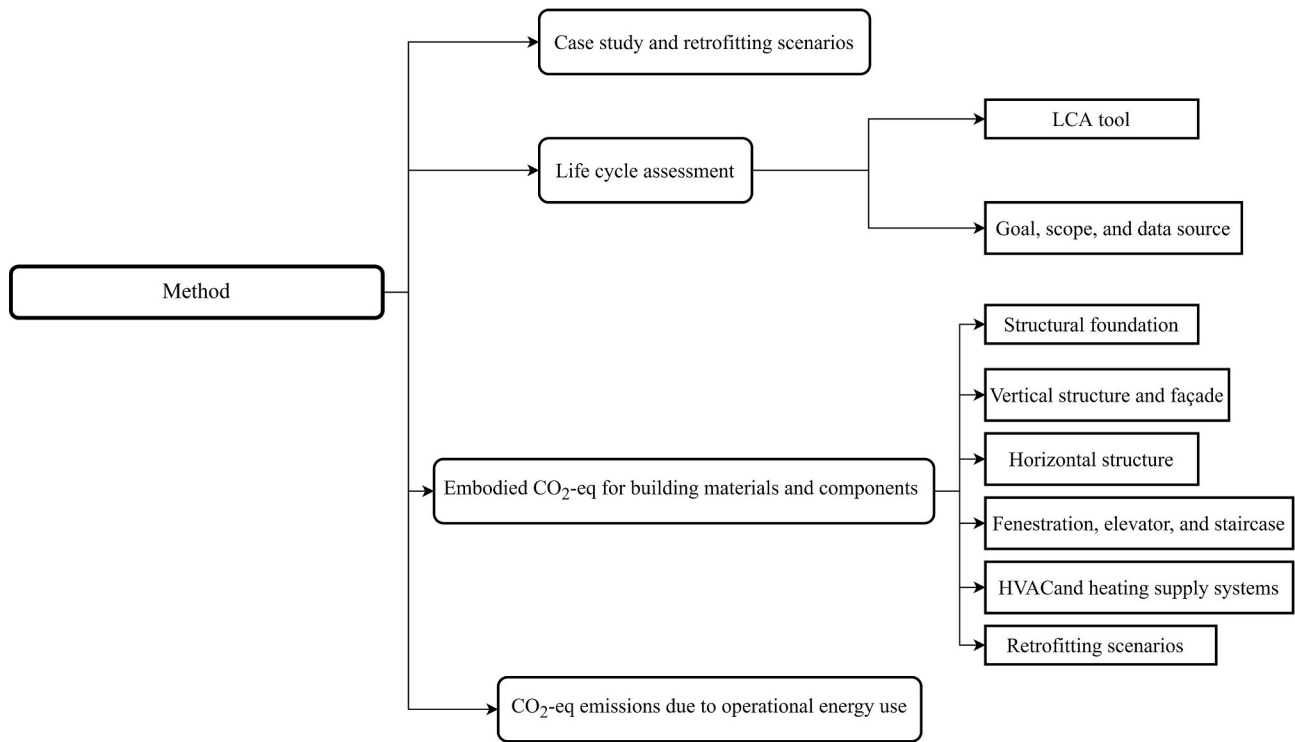 Case study and retrofitting scenarios
LCA tool
Life cycle assessment
Goal, scope, and data source
Method
Structural foundation
Vertical structure and façade
Horizontal structure
Embodied CO₂-eq for building materials and components
Fenestration, elevator, and staircase
HVACand heating supply systems
Retrofitting scenarios
CO₂-eq emissions due to operational energy use